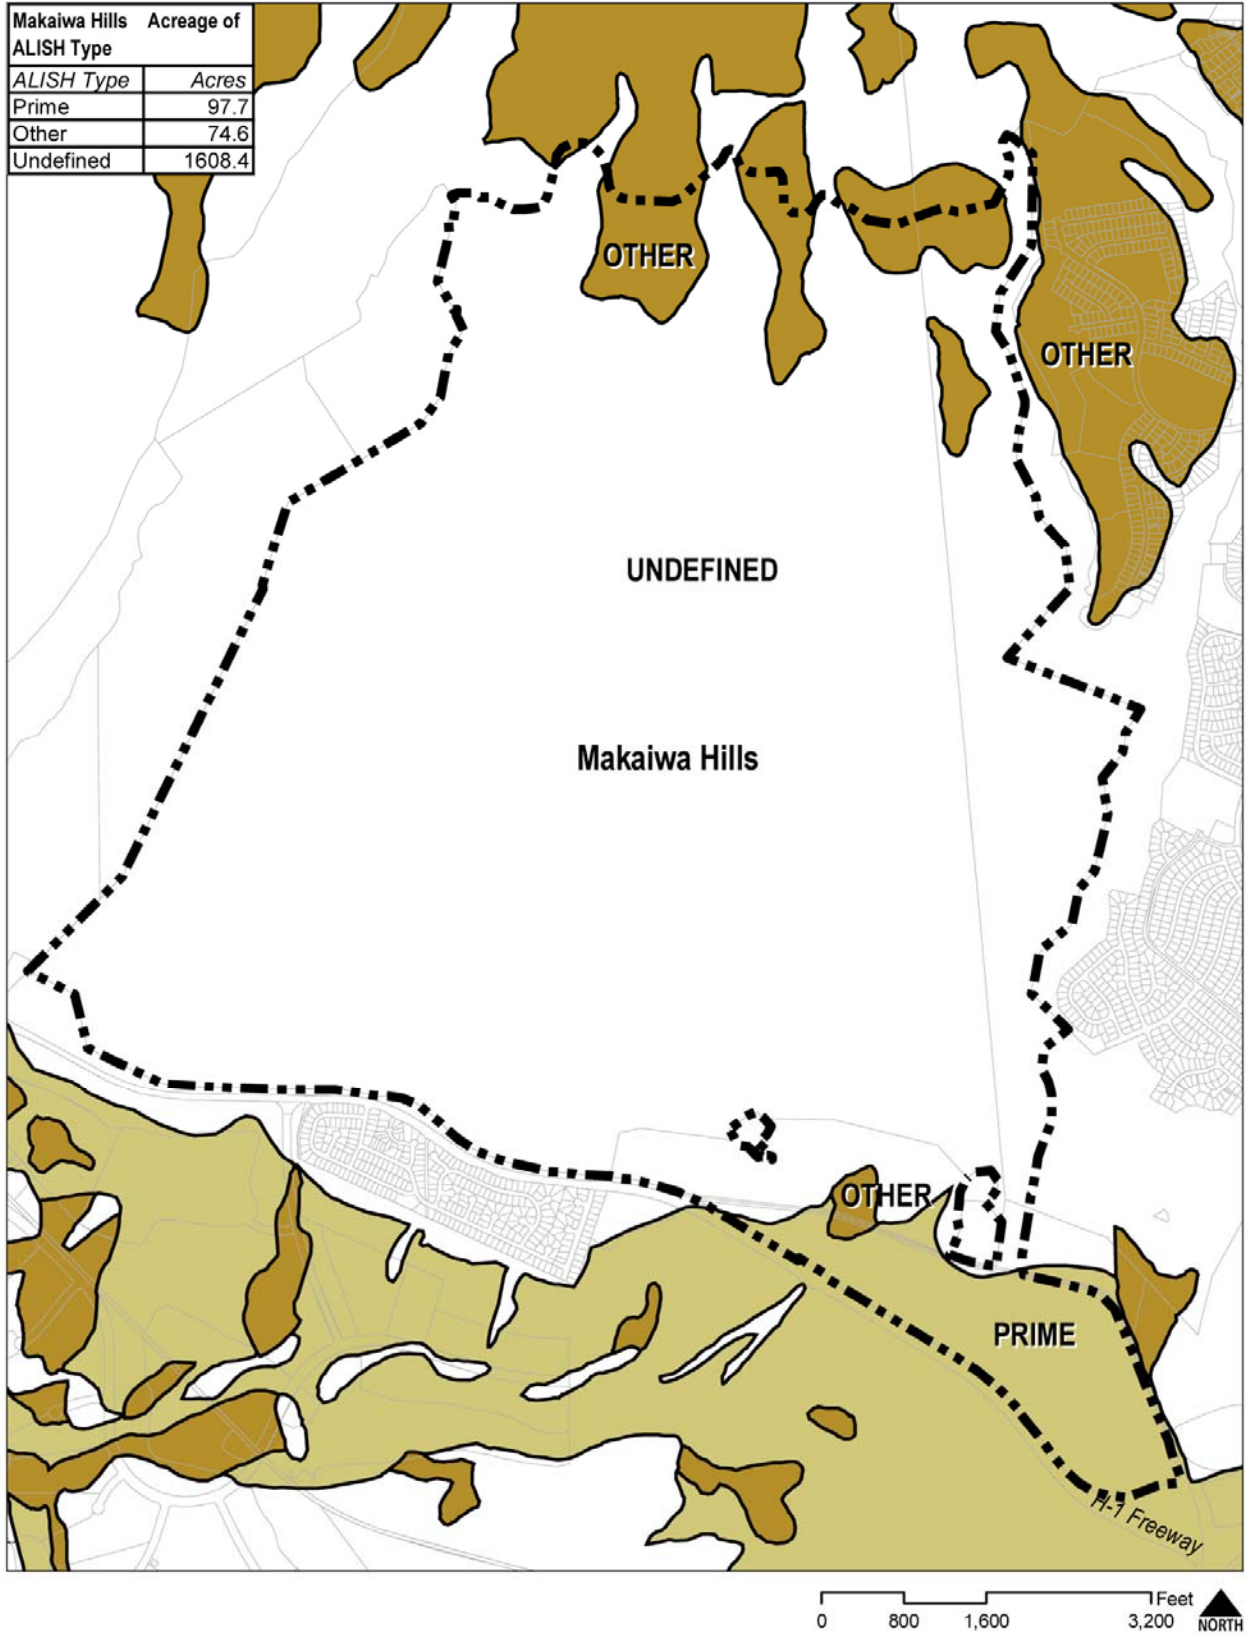 Makaiwa Hills Acreage of
ALISH Type
ALISH Type Acres
Prime 97.7
Other 74.6
Undefined 1608.4
OTHER
OTHER
UNDEFINED
Makaiwa Hills
OTHER
PRIME
H-1 Freeway
Feet
0 800 1,600 3,200
NORTH